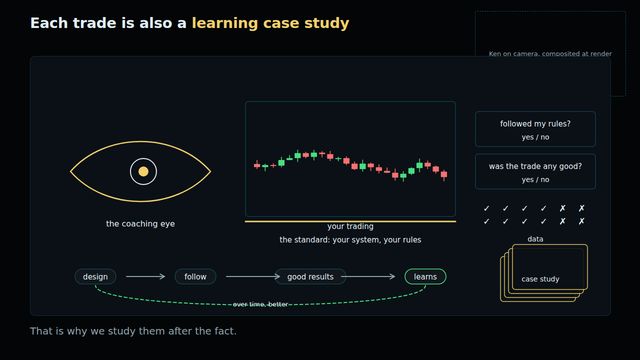 Each trade is also a learning case study
Ken on camera, composited at render
followed my rules?
yes / no
was the trade any good?
yes / no
the coaching eye
your trading
the standard: your system, your rules
✓ ✓ ✓ ✓ ✗ ✗
✓ ✓ ✓ ✓ ✗ ✗
data
case study
design
follow
good results
learns
over time, better
That is why we study them after the fact.